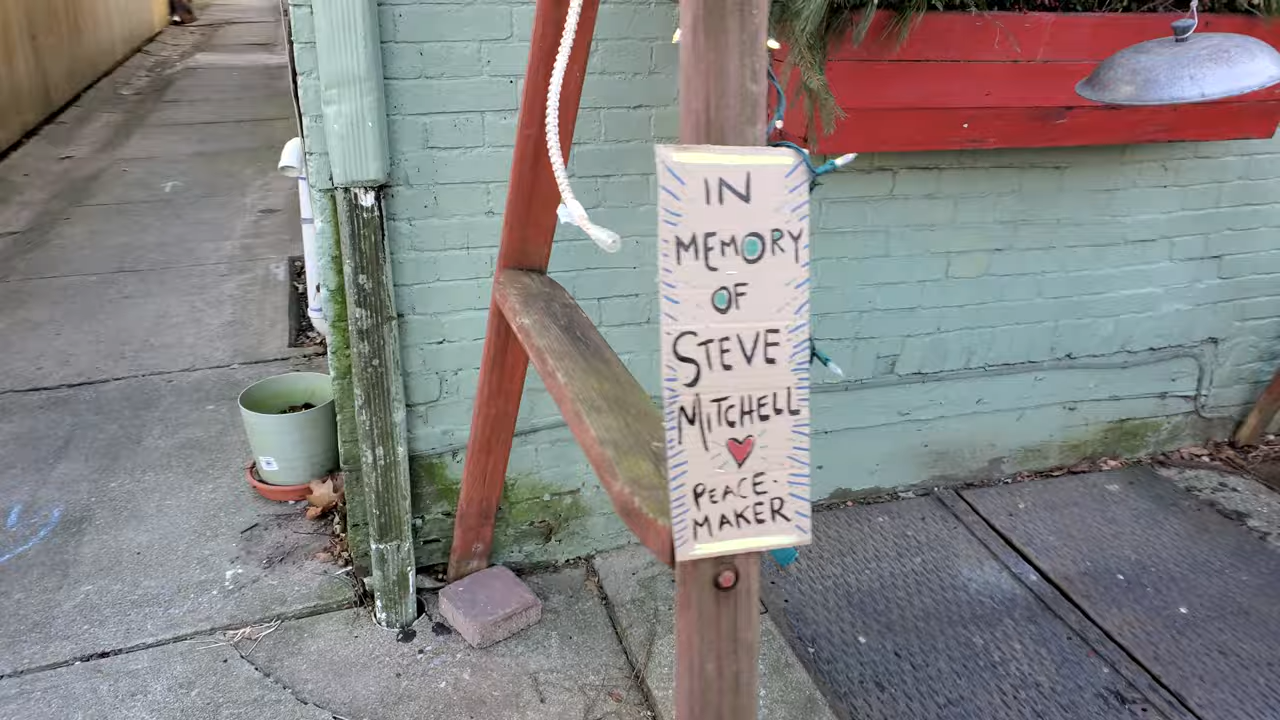 IN
MEMORY
OF
STEVE
MITCHELL
PEACE-
MAKER